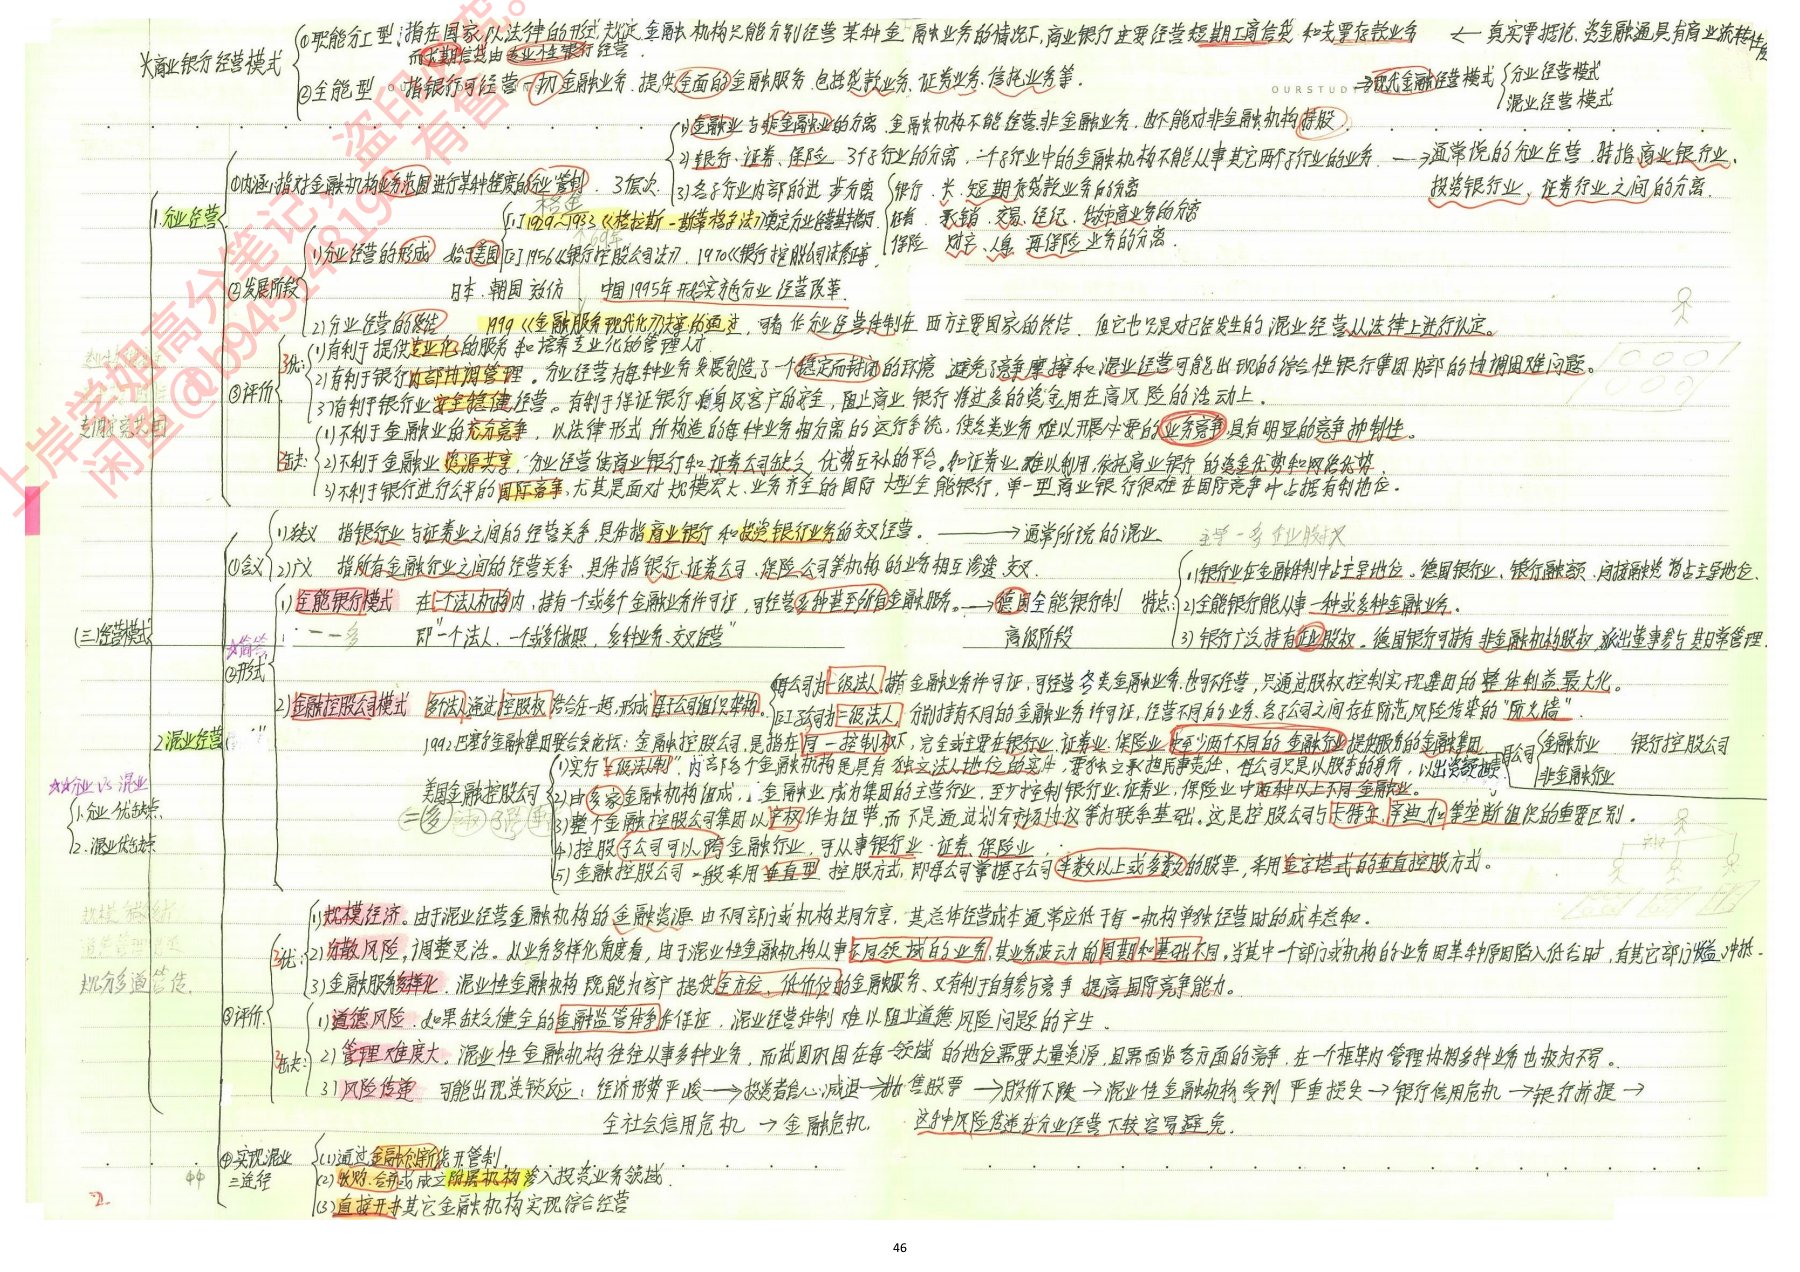 ※商业银行经营模式
①职能分工型：指在国家以法律的形式规定金融机构只能分别经营某种金融业务的情况下，商业银行主要经营短期工商信贷和支票存款业务 ← 真实票据论、资金融通具有商业流转性质
而长期信贷由专业性银行经营．
②全能型 指银行可经营一切金融业务、提供全面的金融服务 包括贷款业务、证券业务、信托业务等．
OURSTUD
→现代金融经营模式 分业经营模式
混业经营模式
1.分业经营
①内涵：指对金融机构业务范围进行某种程度的分业管制．3层次
1)金融业与非金融业的分离 金融机构不能经营非金融业务，也不能对非金融机构持股．
2)银行、证券、保险 3个子行业的分离，一个子行业中的金融机构不能从事其它两个子行业的业务 → 通常说的分业经营，特指商业银行业、
投资银行业，证券行业之间的分离．
3)各子行业内部的进一步分离
银行．长、短期存贷款业务的分离
证券．承销．交易．经纪．做市商业务的分离
保险 财产、人身、再保险业务的分离．
②发展阶段
1)分业经营的形成 始于美国
[1]1929~1933《格拉斯-斯蒂格尔法》奠定分业经营基本格局
格垒
[2]1956《银行控股公司法》、1970《银行控股公司法修正案》
日本、韩国效仿 中国1995年开始实施分业经营改革．
2)分业经营的终结． 1999《金融服务现代化》法案的通过，可看作分业经营体制在西方主要国家的终结．但它也只是对已经发生的混业经营从法律上进行认定。
③评价
3优：
1)有利于提供专业化的服务和培养专业化的管理人才．
2)有利于银行内部协调管理．分业经营为每种业务发展创造了一个稳定而封闭的环境 避免了竞争摩擦和混业经营可能出现的综合性银行集团内部的协调困难问题。
3)有利于银行业安全稳健经营。有利于保证银行自身及客户的安全，阻止商业银行将过多的资金用在高风险的活动上．
3缺失：
1)不利于金融业的充分竞争，以法律形式所构造的每种业务相分离的运行系统，使各类业务难以开展必要的业务竞争具有明显的竞争抑制性。
2)不利于金融业资源共享 分业经营使商业银行和证券公司缺乏优势互补的平台．如证券业，难以利用、依托商业银行的资金优势和网络优势．
3)不利于银行进行公平的国际竞争、尤其是面对规模宏大、业务齐全的国际大型全能银行，单一型商业银行很难在国际竞争中占据有利地位．
(三)经营模式
2.混业经营
①含义
1)狭义 指银行业与证券业之间的经营关系．具体指商业银行和投资银行业务的交叉经营。→通常所说的混业
2)广义 指所有金融行业之间的经营关系．具体指银行、证券公司、保险公司等机构的业务相互渗透、交叉．
☆简答
②形式
1)全能银行模式 在一个法人机构内，拥有一个或多个金融业务许可证，可经营多种甚至所有金融服务。→德国全能银行制 特点：
一一多 即"一个法人，一个或多个做照，多种业务、交叉经营" 高级阶段
1)银行业在金融体制中占主导地位。德国银行业、银行融资额、间接融资 皆占主导地位．
2)全能银行能从事一种或多种金融业务。
3)银行广泛持有企业股权。德国银行可持有非金融机构股权 派出董事参与其日常管理．
2)金融控股公司模式 多个法人通过控股权结合在一起，形成母子公司组织架构。
[1]母公司为一级法人，拥有金融业务许可证，可经营各类金融业务，也可不经营，只通过股权控制实现集团的整体利益最大化。
[2]子公司为二级法人，分别持有不同的金融业务许可证，经营不同的业务．各子公司之间存在防范风险传染的"防火墙"．
1992巴塞尔金融集团联合会论坛：金融控股公司，是指在同一控制权下，完全或主要在银行业、证券业、保险业中至少两个不同的金融行业提供服务的金融集团
母公司 金融行业 银行控股公司
非金融行业
美国金融控股公司
1)实行"二级法人制"，内部多个金融机构是具有独立法人地位的实体，要独立承担民事责任．母公司只是以股东的身份，以出资额担责．
2)由多家金融机构组成，金融业成为集团的主营行业，至少控制银行业、证券业、保险业中两种以上不同金融业。
3)整个金融控股公司集团以产权作为纽带，而不是通过划分市场协议等为联系基础。这是控股公司与卡特尔、辛迪加等垄断组织的重要区别．
4)控股子公司可以跨金融行业，可从事银行业、证券、保险业．
5)金融控股公司一般采用垂直型控股方式，即母公司掌握子公司半数以上或多数的股票，采用金字塔式的垂直控股方式。
☆☆分业 vs 混业
1.分业优缺点．
2.混业优缺点
③评价．
3优：
1)规模经济．由于混业经营金融机构的金融资源由不同部门或机构共同分享，其总体经营成本通常应低于每一机构单独经营时的成本总和．
2)分散风险，调整灵活。从业务多样化角度看，由于混业性金融机构从事不同领域的业务，其业务波动的周期和基础不同．当其中一个部门或机构的业务因某种原因陷入低谷时，有其它部门收益冲抵．
3)金融服务多样化．混业性金融机构既能为客户提供全方位、低价位的金融服务、又有利于自身参与竞争 提高国际竞争能力。
规分多道管传．
3缺失：
1)道德风险．如果缺乏健全的金融监管体系作保证，混业经营体制难以阻止道德风险问题的产生．
2)管理难度大。混业性金融机构往往从事多种业务，而试图巩固在每一领域的地位需要大量资源，且需面临各方面的竞争，在一个框架内管理协调多种业务也极为不易。
3)风险传递 可能出现连锁反应：经济形势严峻→投资者信心减退→抛售股票→股价下跌→混业性金融机构受到严重损失→银行信用危机→银行挤提→
全社会信用危机→金融危机． 这种风险传递在分业经营下较容易避免．
④实现混业
三途径
(1)通过金融创新绕开管制
(2)收购、合并或成立附属机构渗入投资业务领域．
(3)直接开办其它金融机构实现综合经营
2.
上岸学姐高分笔记，盗印必究。
闲鱼@b9451481980有售
46